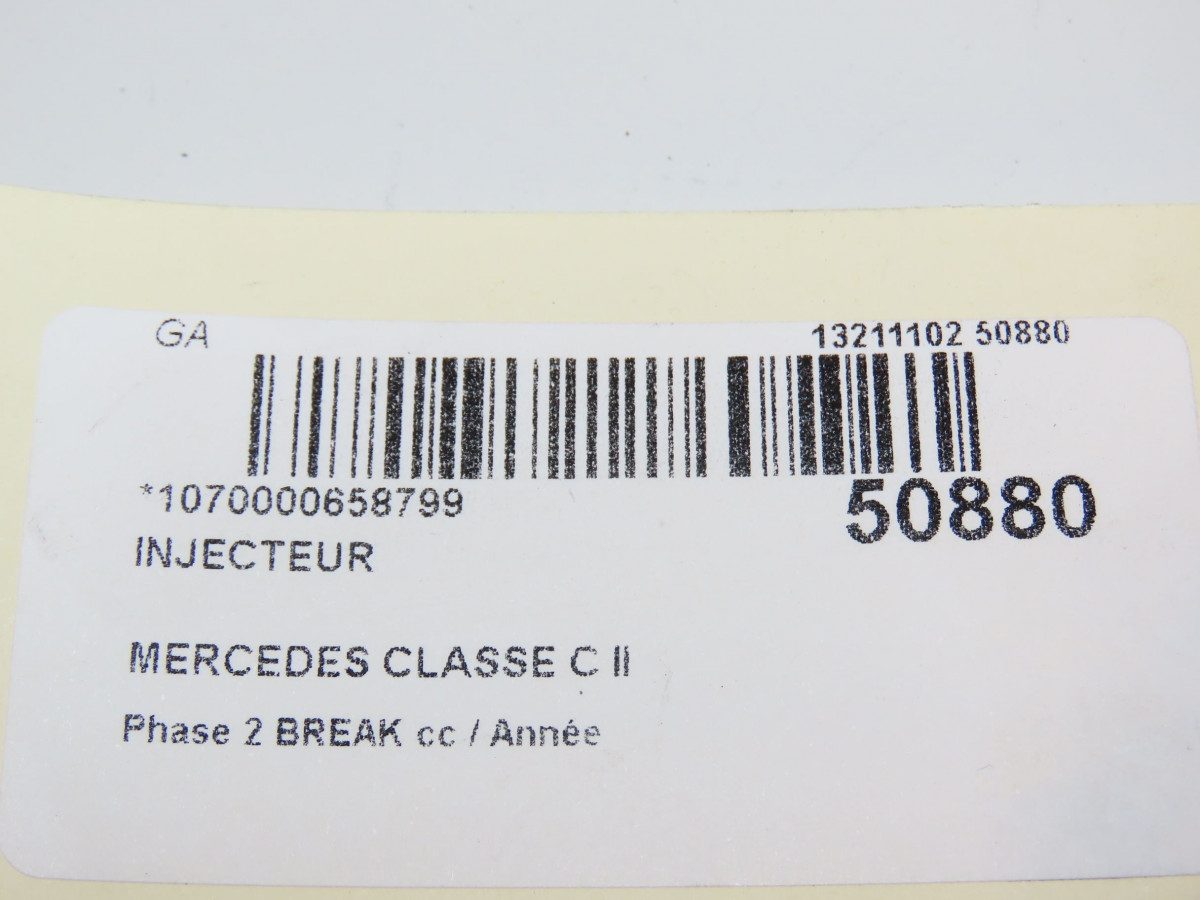 GA 13211102 50880
*1070000658799
50880
INJECTEUR
MERCEDES CLASSE C II
Phase 2 BREAK cc / Année